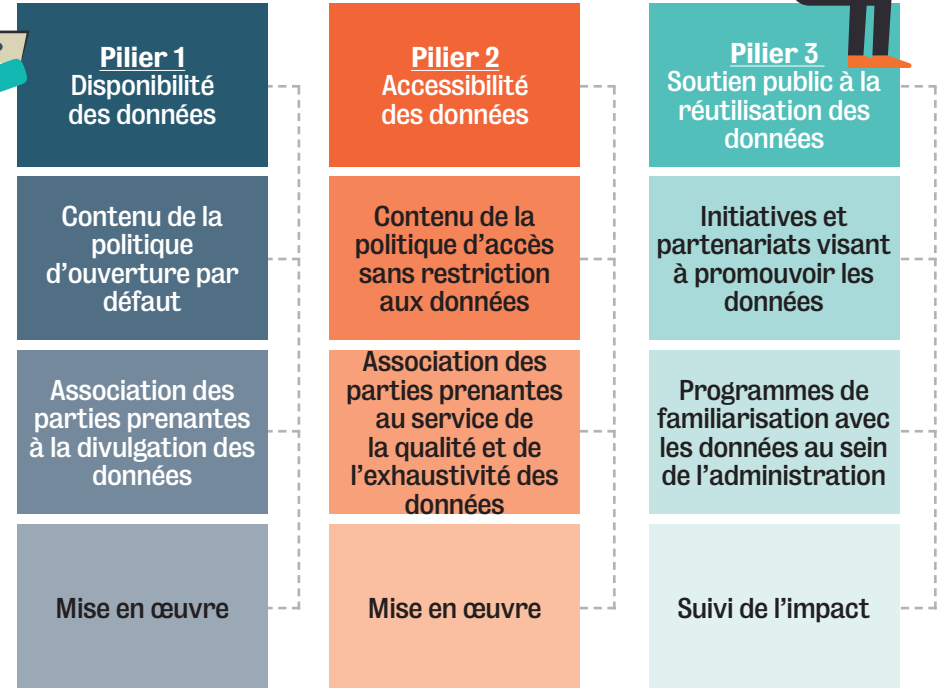 Pilier 1
Disponibilité
des données
Contenu de la
politique
d’ouverture par
défaut
Association des
parties prenantes
à la divulgation des
données
Mise en œuvre
Pilier 2
Accessibilité
des données
Contenu de la
politique d’accès
sans restriction
aux données
Association des
parties prenantes
au service de
la qualité et de
l’exhaustivité des
données
Mise en œuvre
Pilier 3
Soutien public à la
réutilisation des
données
Initiatives et
partenariats visant
à promouvoir les
données
Programmes de
familiarisation avec
les données au sein
de l’administration
Suivi de l’impact